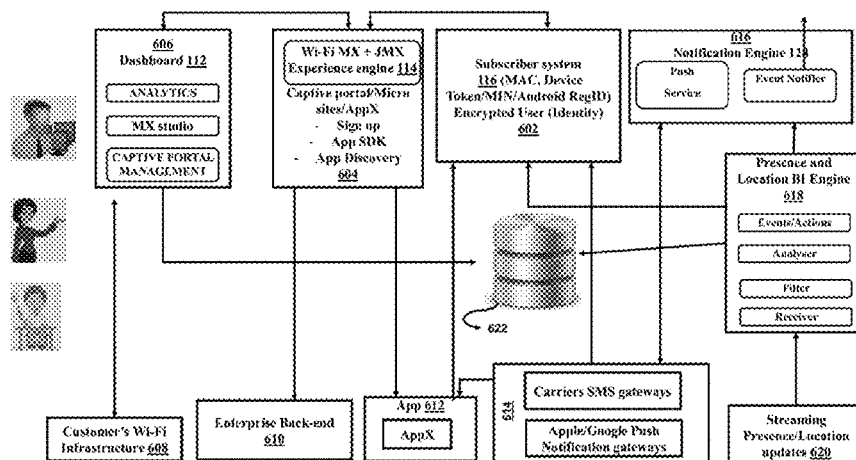 606
Dashboard 112
ANALYTICS
MX studio
CAPTIVE PORTAL
MANAGEMENT
Wi-Fi MX + JMX
Experience engine 114
Captive portal/Micro
sites/AppX
- Sign up
- App SDK
- App Discovery
604
Subscriber system
116 (MAC, Device
Token/MIN/Android RegID)
Encrypted User (Identity)
602
616
Notification Engine 124
Push
Service
Event Notifier
Presence and
Location BI Engine
618
Events/Actions
Analyser
Filter
Receiver
622
Customer's Wi-Fi
Infrastructure 608
Enterprise Back-end
610
App 612
AppX
614
Carriers SMS gateways
Apple/Google Push
Notification gateways
Streaming
Presence/Location
updates 620